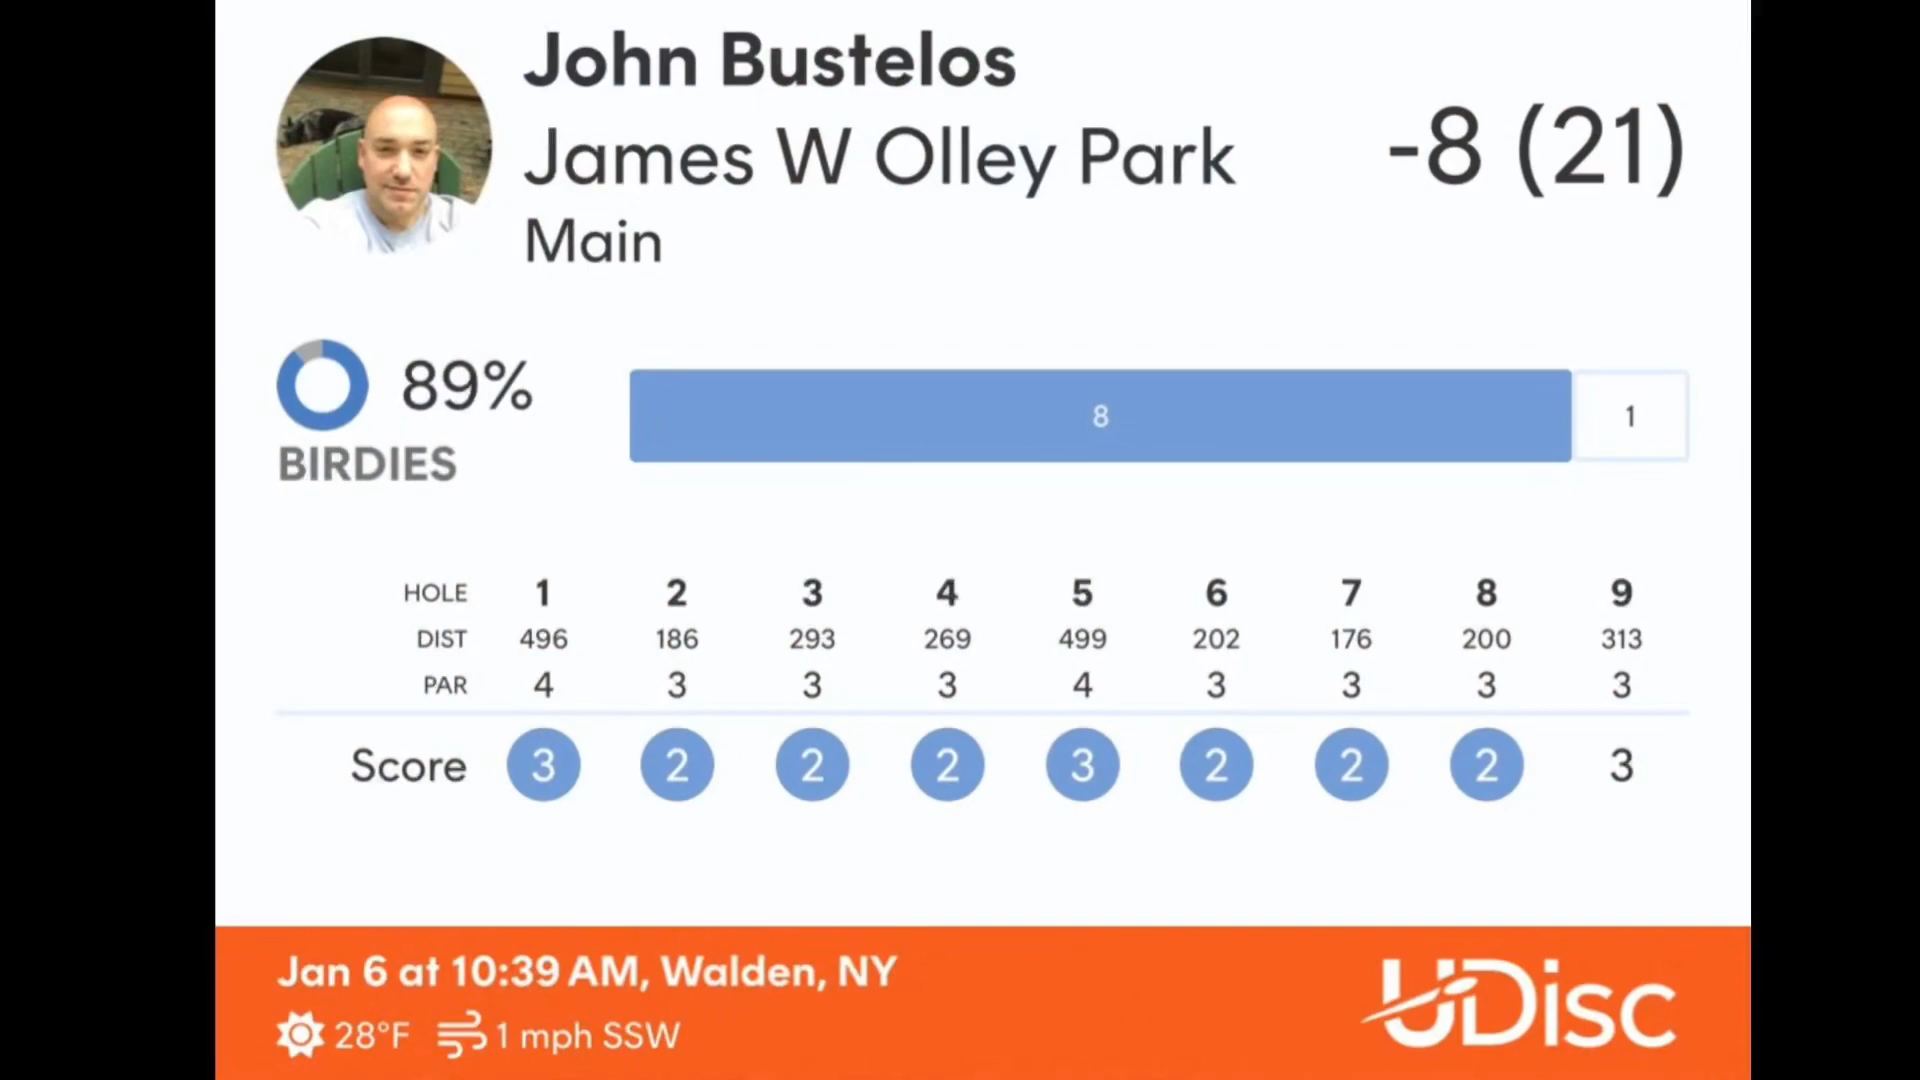 John Bustelos
James W Olley Park
-8 (21)
Main
89%
BIRDIES
8
1
HOLE 1 2 3 4 5 6 7 8 9
DIST 496 186 293 269 499 202 176 200 313
PAR 4 3 3 3 4 3 3 3 3
Score 3 2 2 2 3 2 2 2 3
Jan 6 at 10:39 AM, Walden, NY
28°F 1 mph SSW
UDisc